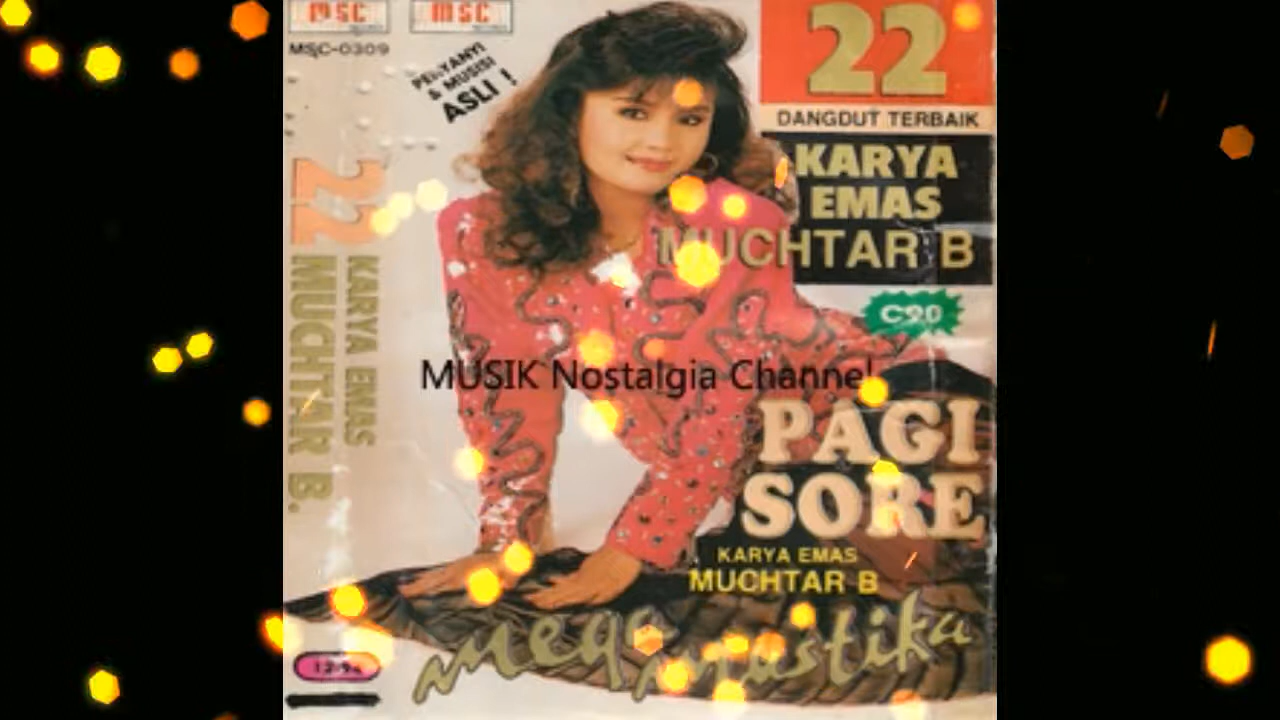 MSC
MSC
MSC-0309
PENYANYI
& MUSISI
ASLI !
22
DANGDUT TERBAIK
KARYA
EMAS
MUCHTAR B
C90
22
KARYA EMAS
MUCHTAR B.
MUSIK Nostalgia Channel
PAGI
SORE
KARYA EMAS
MUCHTAR B
Mega Mustika